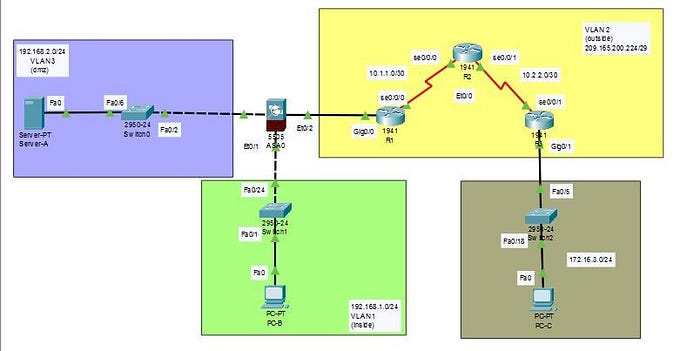 192.168.2.0/24
VLAN3
(dmz)
Fa0
Fa0/6
Server-PT
Server-A
2950-24
Switch0
Fa0/2
Et0/1
ASA0
Et0/2
VLAN 2
(outside)
209.165.200.224/29
se0/0/0
1941
R2
se0/0/1
10.1.1.0/30
10.2.2.0/30
Et0/0
se0/0/0
Gig0/0
1941
R1
se0/0/1
1941
Gig0/1
Fa0/24
2950-24
Switch1
Fa0/1
Fa0
PC-PT
PC-B
192.168.1.0/24
VLAN1
(inside)
Fa0/5
2950-24
Switch2
Fa0/18
172.16.3.0/24
Fa0
PC-PT
PC-C